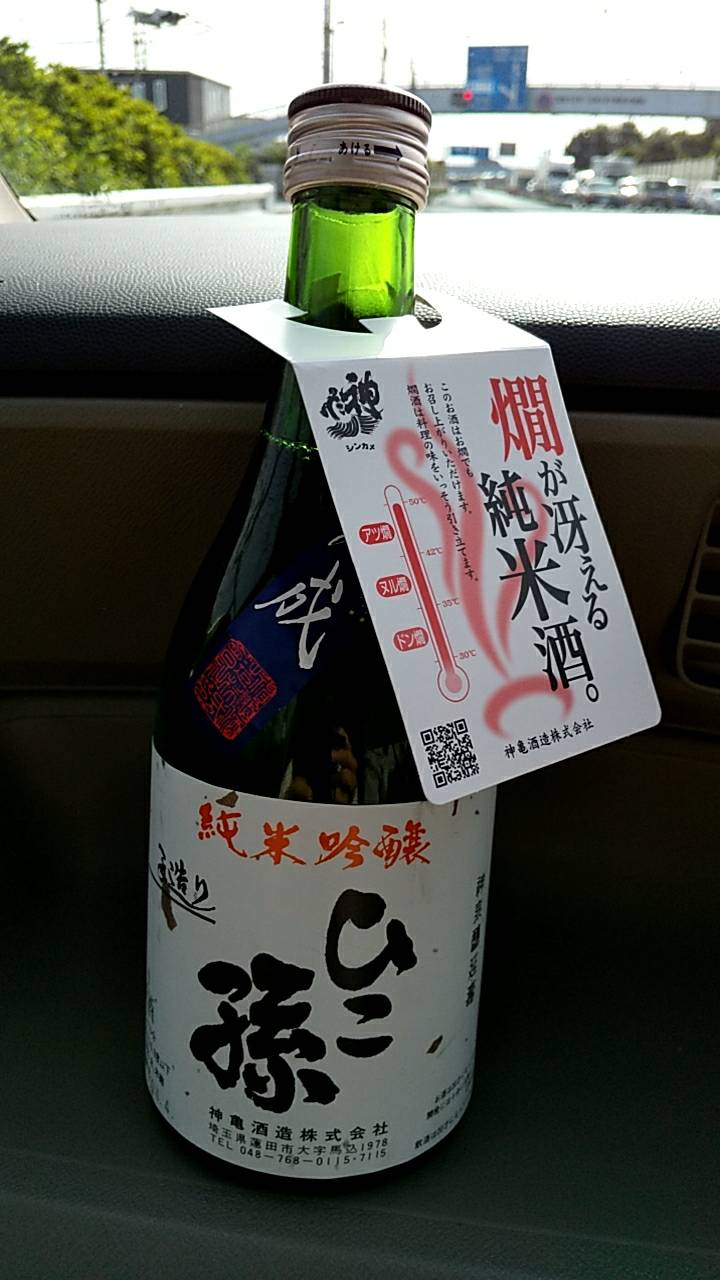 あける
神亀
シンカメ
燗が冴える
純米酒。
このお酒はお燗でも
お召し上がりいただけます。
燗酒は料理の味をいっそう引き立てます。
50℃
アツ燗
42℃
ヌル燗
35℃
ドン燗
30℃
神亀酒造株式会社
純米吟醸
手造り
ひこ
孫
神亀酒造株式会社
埼玉県蓮田市大字馬込1978
TEL 048-768-0115・7115